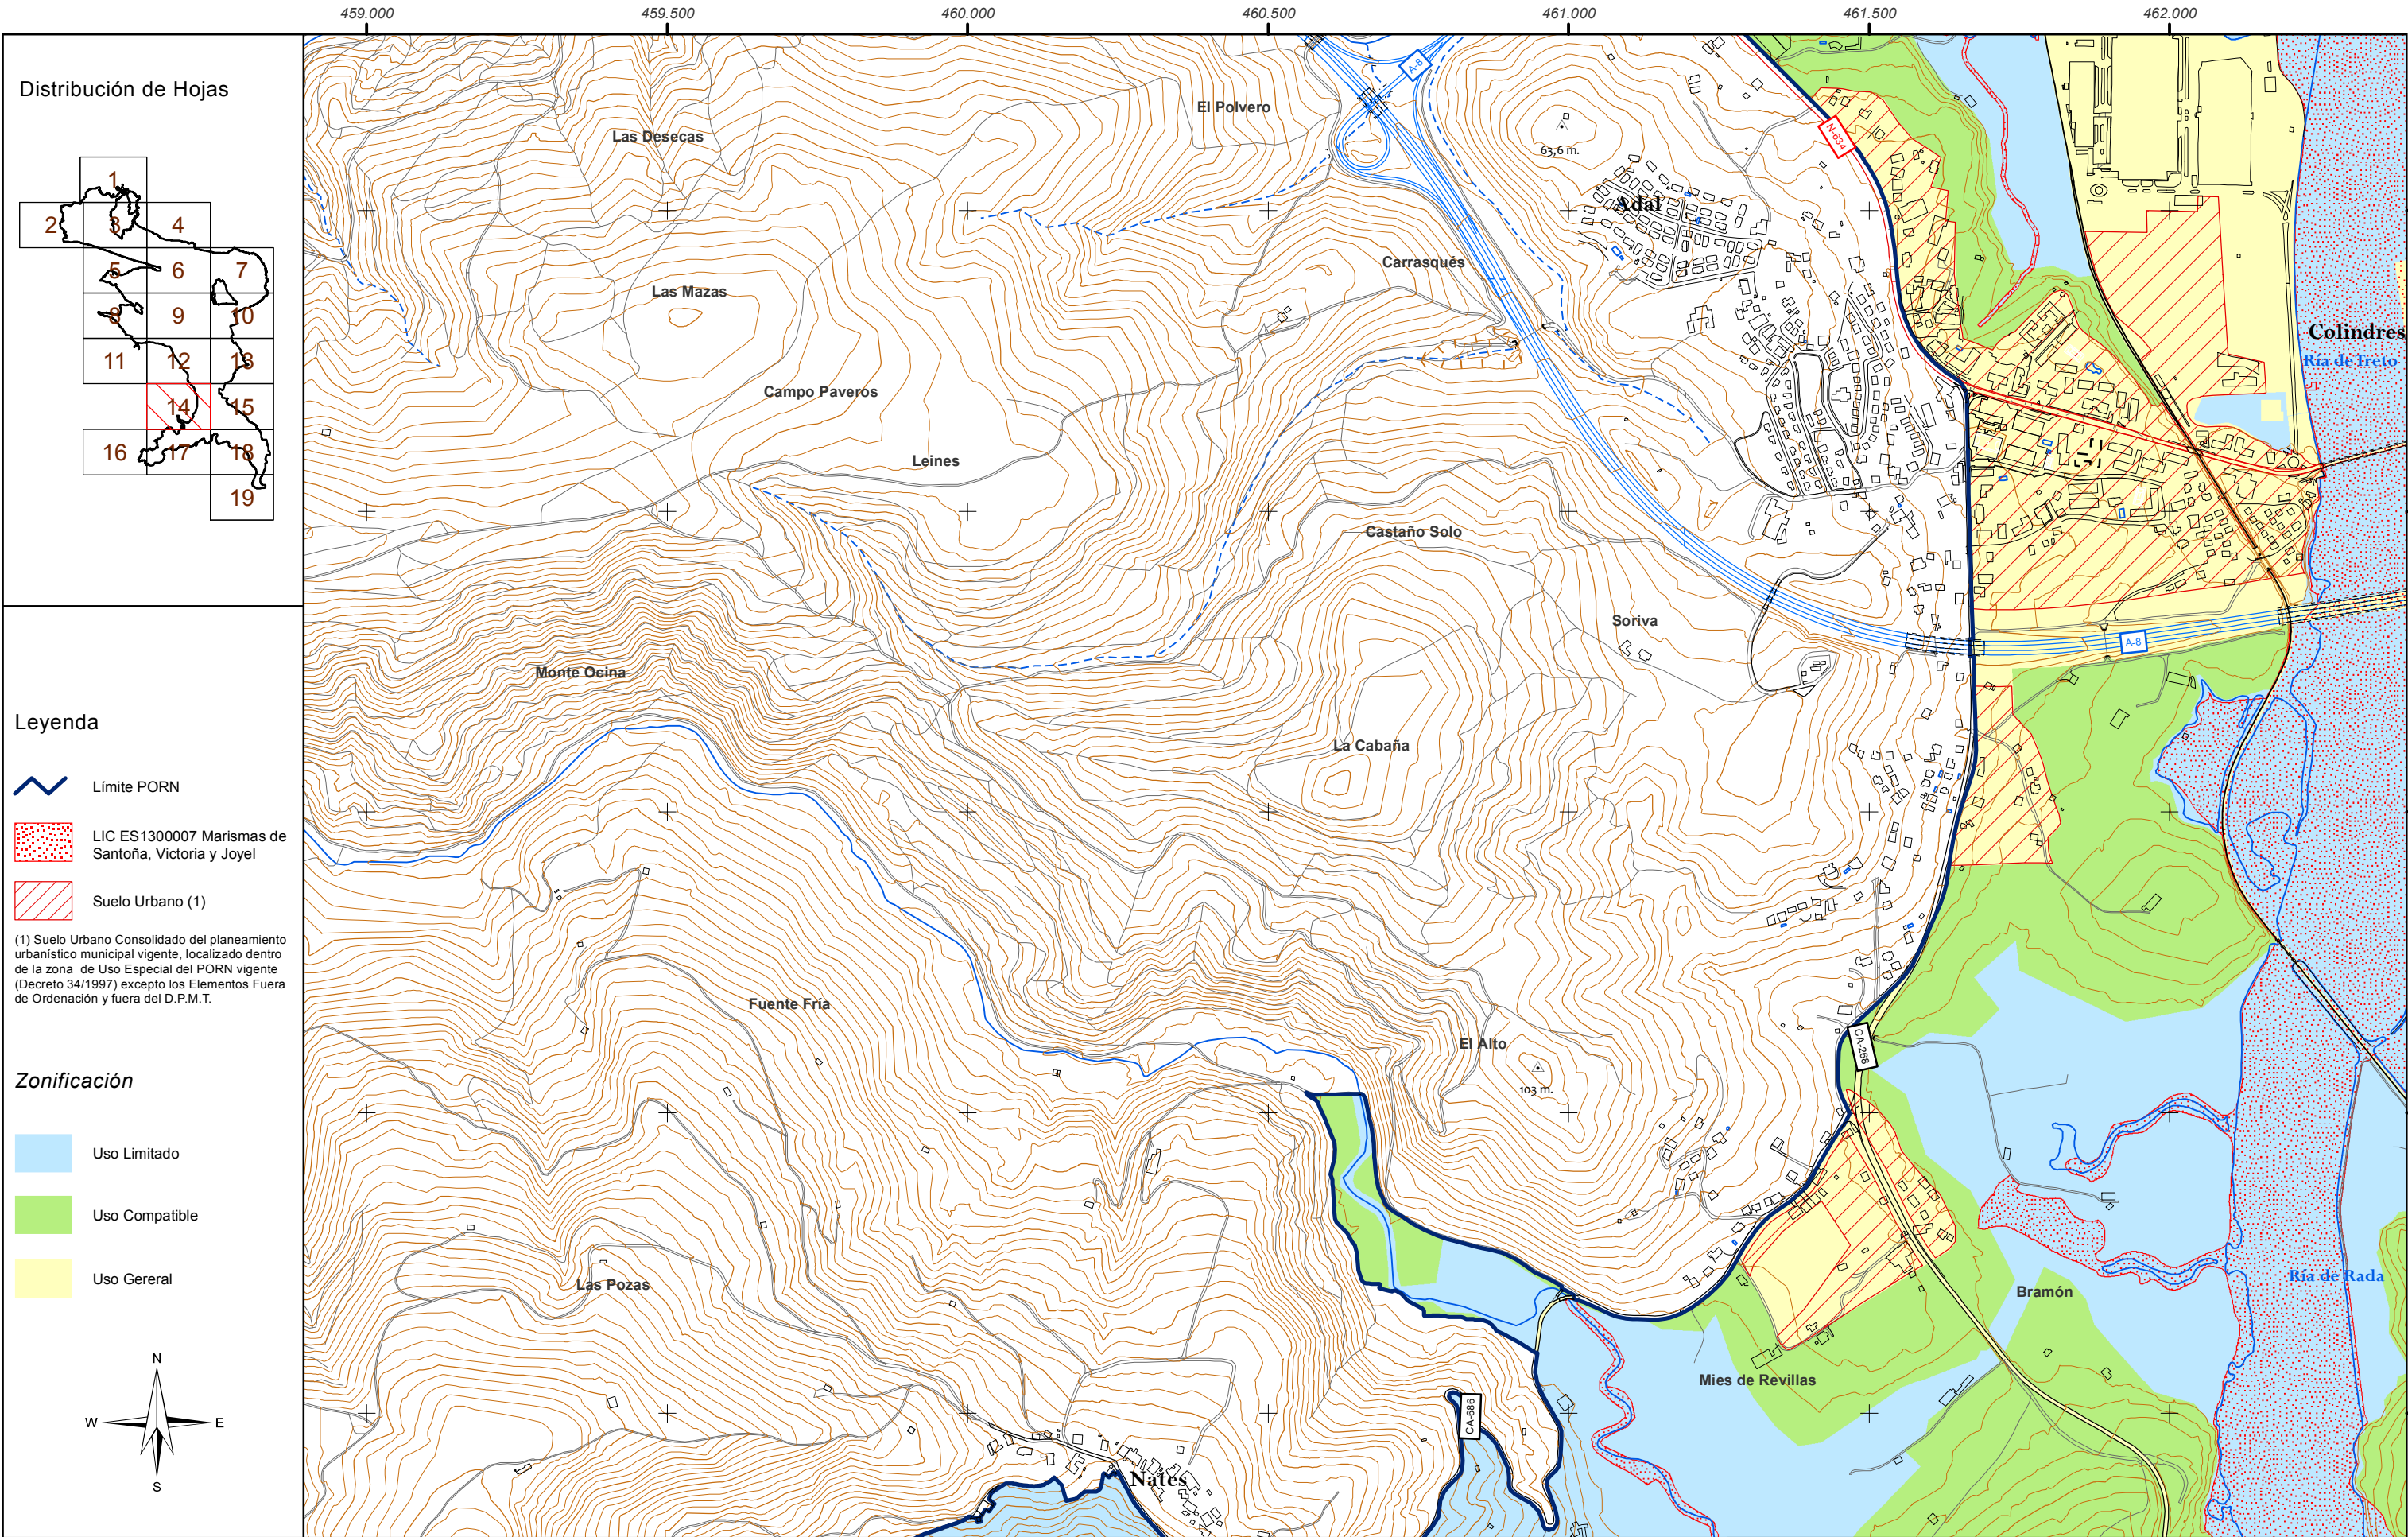 459.000 459.500 460.000 460.500 461.000 461.500 462.000
Distribución de Hojas
1
2 3 4
5 6 7
8 9 10
11 12 13
14 15
16 17 18
19
Leyenda
Límite PORN
LIC ES1300007 Marismas de
Santoña, Victoria y Joyel
Suelo Urbano (1)
(1) Suelo Urbano Consolidado del planeamiento
urbanístico municipal vigente, localizado dentro
de la zona de Uso Especial del PORN vigente
(Decreto 34/1997) excepto los Elementos Fuera
de Ordenación y fuera del D.P.M.T.
Zonificación
Uso Limitado
Uso Compatible
Uso Gereral
N
W E
S
A-8
El Polvero
Las Desecas
N-634
63,6 m.
Adal
Carrasqués
Las Mazas
Colindres
Ría de Treto
Campo Paveros
Leines
Castaño Solo
Soriva
A-8
Monte Ocina
La Cabaña
Fuente Fría
El Alto
CA-268
103 m.
Las Pozas
Ría de Rada
Bramón
Mies de Revillas
CA-686
Nates